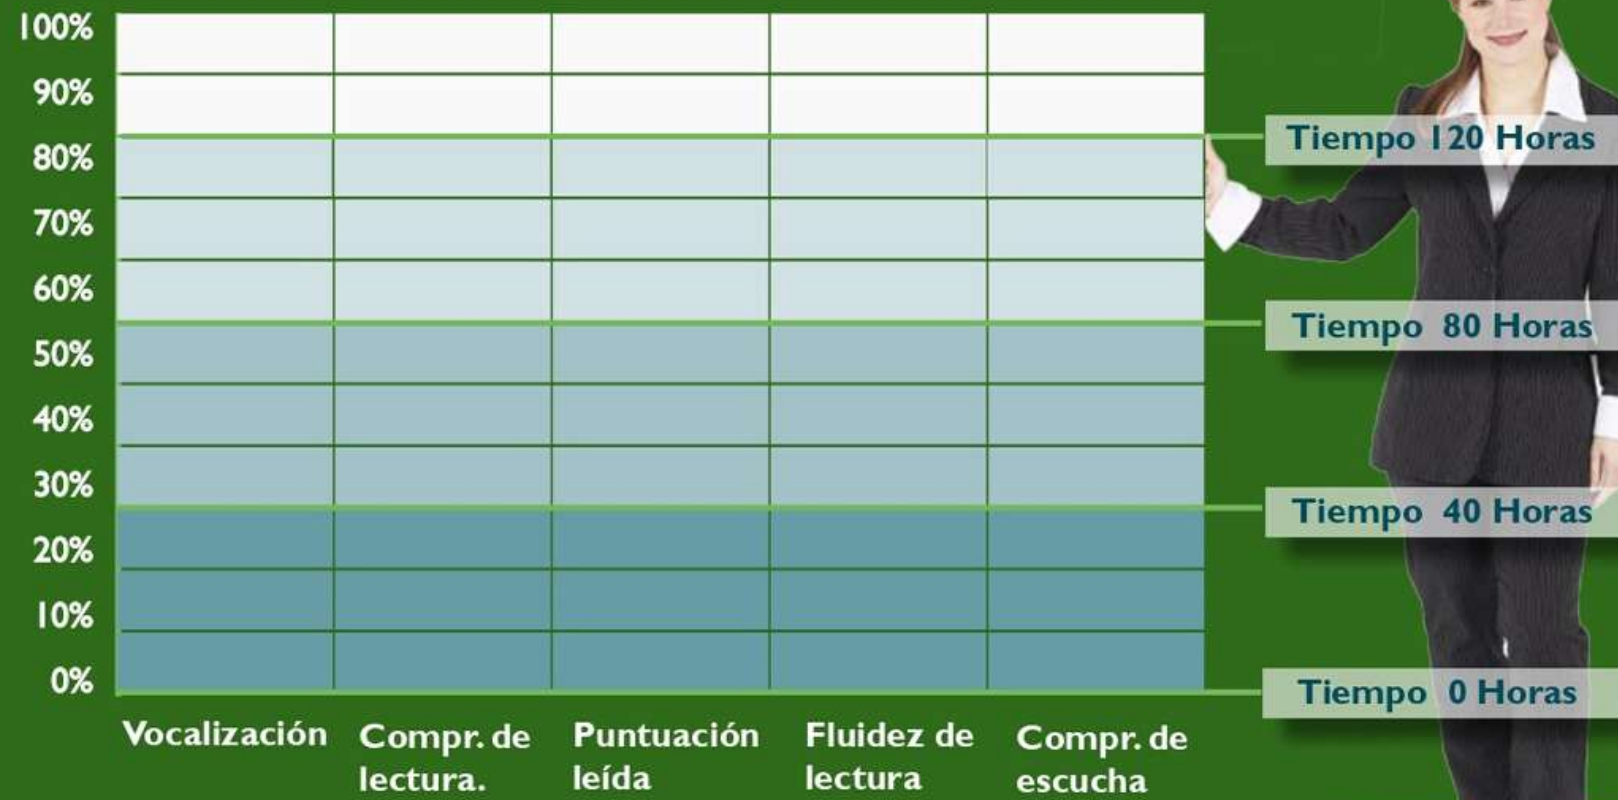 100%
90%
80%
70%
60%
50%
40%
30%
20%
10%
0%
Tiempo 120 Horas
Tiempo 80 Horas
Tiempo 40 Horas
Tiempo 0 Horas
Vocalización
Compr. de
lectura.
Puntuación
leída
Fluidez de
lectura
Compr. de
escucha